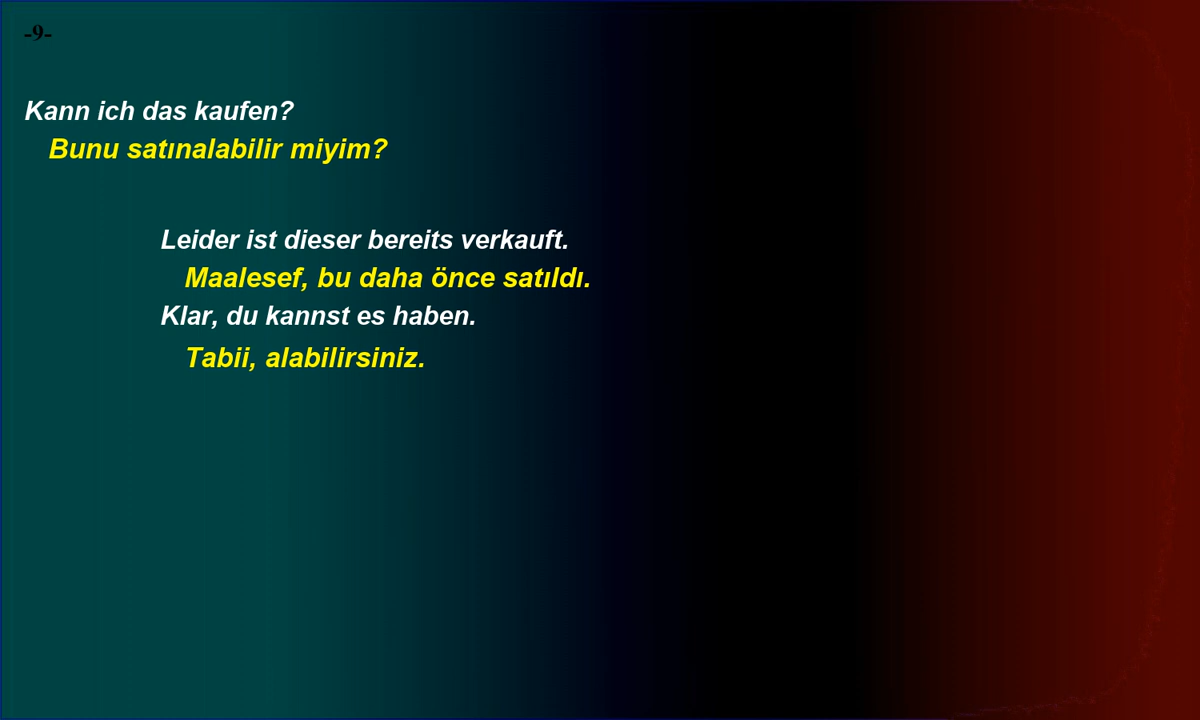 -9-
Kann ich das kaufen?
Bunu satınalabilir miyim?
Leider ist dieser bereits verkauft.
Maalesef, bu daha önce satıldı.
Klar, du kannst es haben.
Tabii, alabilirsiniz.